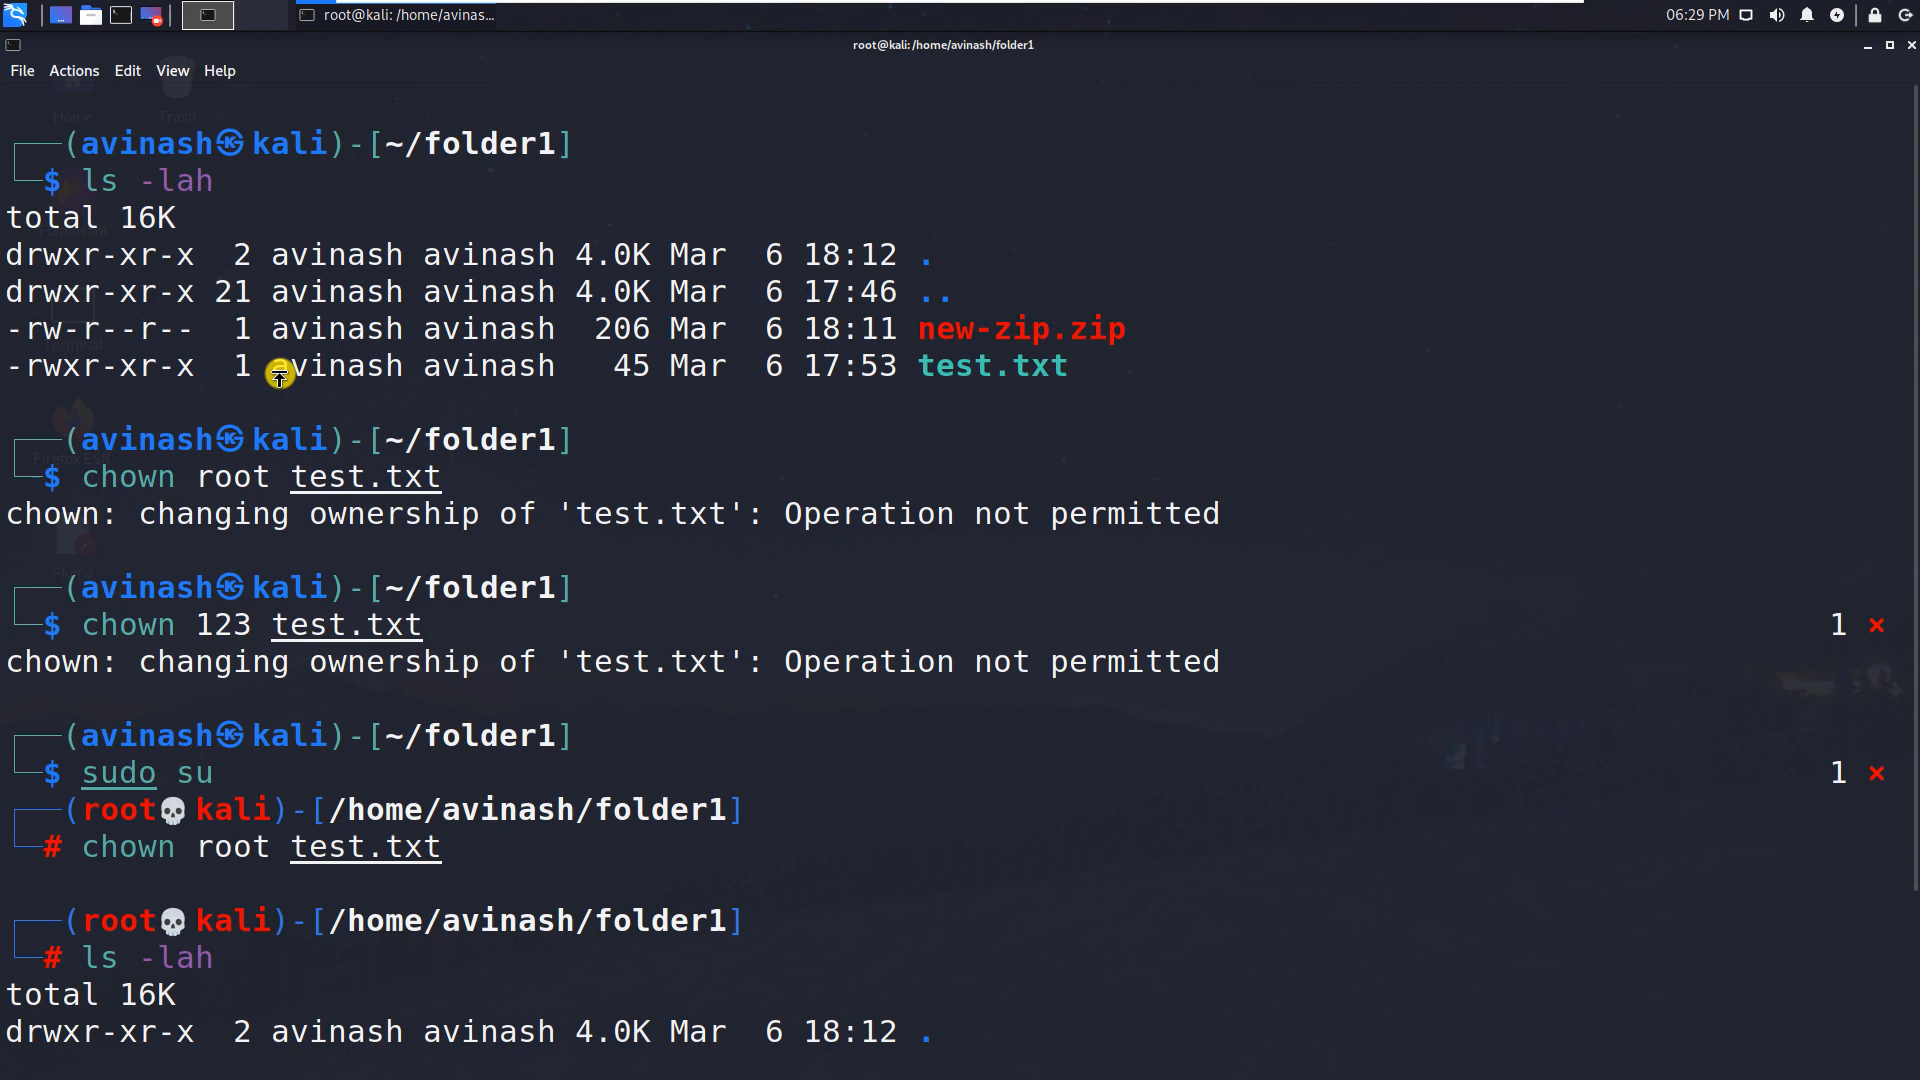 root@kali: /home/avinas...
06:29 PM
root@kali: /home/avinash/folder1
File Actions Edit View Help
Home Trash
(avinash㉿kali)-[~/folder1]
$ ls -lah
total 16K
drwxr-xr-x 2 avinash avinash 4.0K Mar 6 18:12 .
drwxr-xr-x 21 avinash avinash 4.0K Mar 6 17:46 ..
-rw-r--r-- 1 avinash avinash 206 Mar 6 18:11 new-zip.zip
Terminal
-rwxr-xr-x 1 avinash avinash 45 Mar 6 17:53 test.txt
(avinash㉿kali)-[~/folder1]
Firefox ESR
$ chown root test.txt
chown: changing ownership of 'test.txt': Operation not permitted
Pluma
(avinash㉿kali)-[~/folder1]
$ chown 123 test.txt 1 ⨯
chown: changing ownership of 'test.txt': Operation not permitted
(avinash㉿kali)-[~/folder1]
$ sudo su 1 ⨯
(root💀kali)-[/home/avinash/folder1]
# chown root test.txt
(root💀kali)-[/home/avinash/folder1]
# ls -lah
total 16K
drwxr-xr-x 2 avinash avinash 4.0K Mar 6 18:12 .